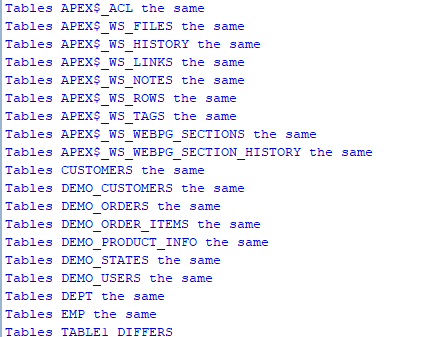 Tables APEX$_ACL the same
Tables APEX$_WS_FILES the same
Tables APEX$_WS_HISTORY the same
Tables APEX$_WS_LINKS the same
Tables APEX$_WS_NOTES the same
Tables APEX$_WS_ROWS the same
Tables APEX$_WS_TAGS the same
Tables APEX$_WS_WEBPG_SECTIONS the same
Tables APEX$_WS_WEBPG_SECTION_HISTORY the same
Tables CUSTOMERS the same
Tables DEMO_CUSTOMERS the same
Tables DEMO_ORDERS the same
Tables DEMO_ORDER_ITEMS the same
Tables DEMO_PRODUCT_INFO the same
Tables DEMO_STATES the same
Tables DEMO_USERS the same
Tables DEPT the same
Tables EMP the same
Tables TABLE1 DIFFERS